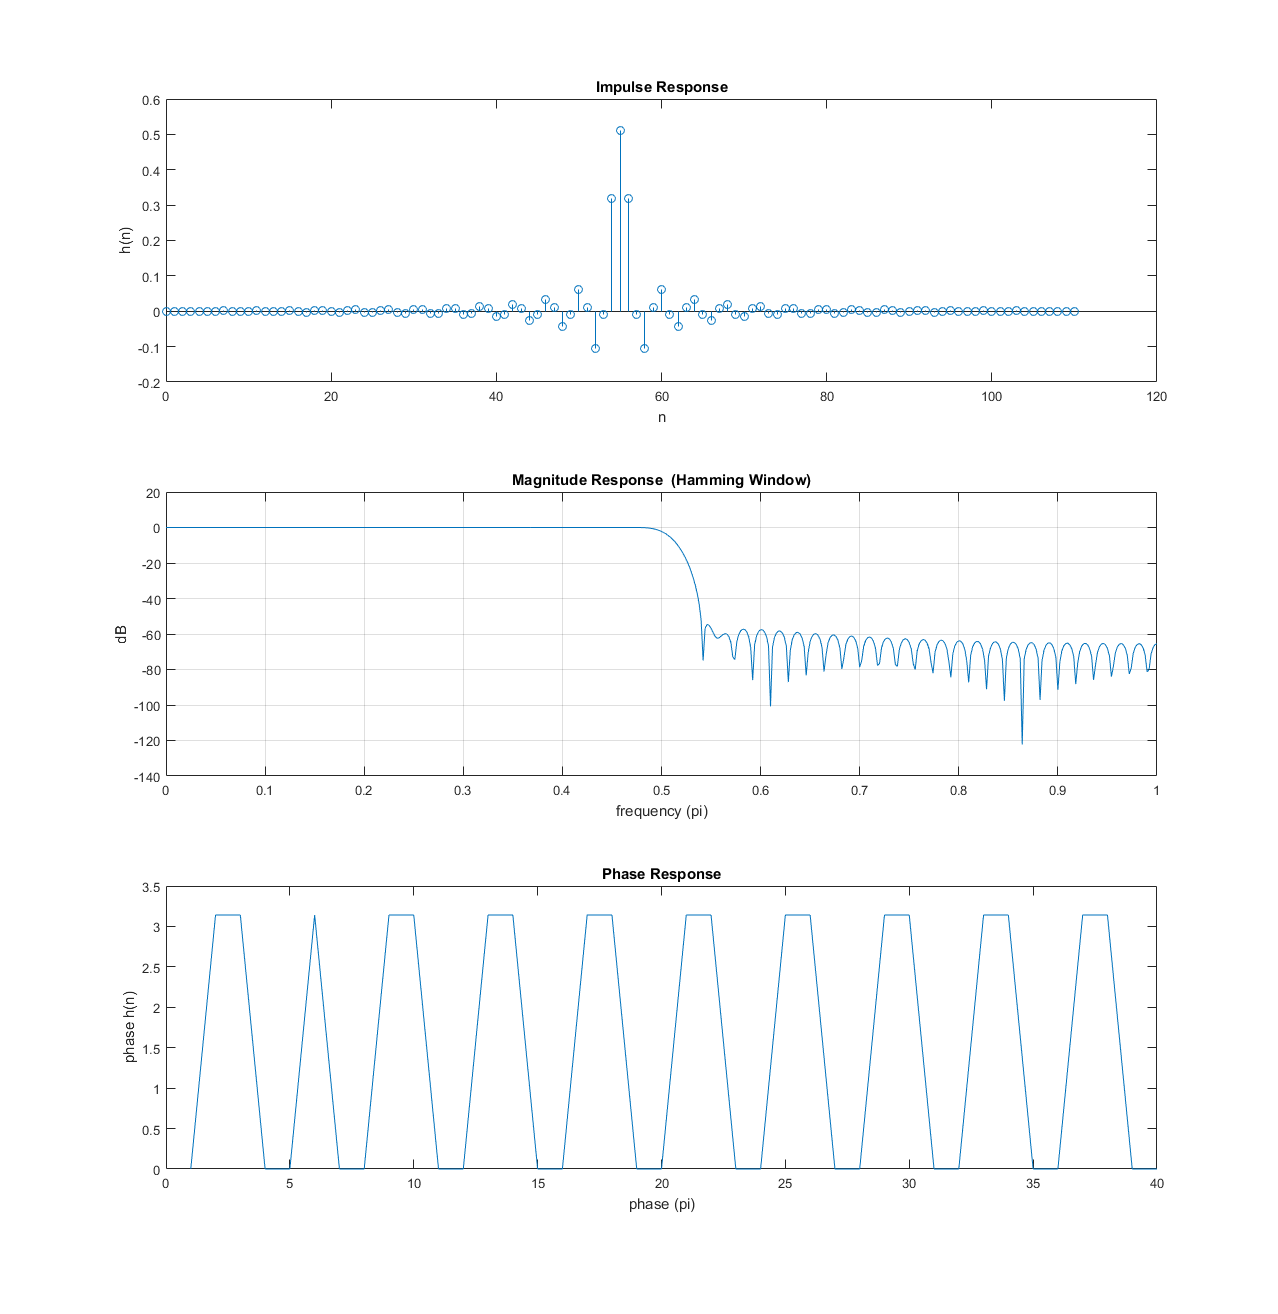 Impulse Response
0.6
0.5
0.4
0.3
0.2
0.1
0
-0.1
-0.2
h(n)
0 20 40 60 80 100 120
n
Magnitude Response (Hamming Window)
20
0
-20
-40
-60
-80
-100
-120
-140
dB
0 0.1 0.2 0.3 0.4 0.5 0.6 0.7 0.8 0.9 1
frequency (pi)
Phase Response
3.5
3
2.5
2
1.5
1
0.5
0
phase h(n)
0 5 10 15 20 25 30 35 40
phase (pi)